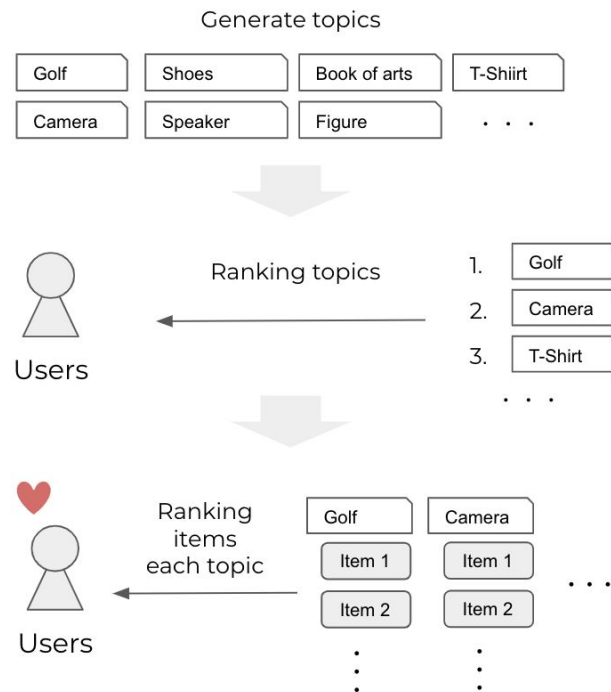 Generate topics
Golf
Shoes
Book of arts
T-Shiirt
Camera
Speaker
Figure
. . .
Ranking topics
1. Golf
2. Camera
3. T-Shirt
. . .
Users
Ranking
items
each topic
Golf
Camera
Item 1
Item 1
. . .
Item 2
Item 2
Users